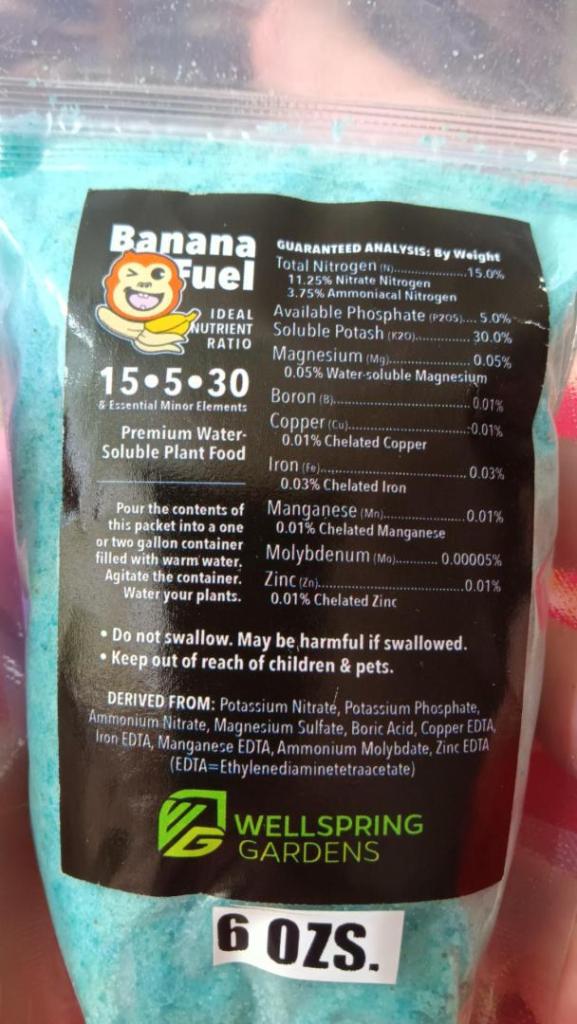 Banana
Fuel
IDEAL
NUTRIENT
RATIO
15•5•30
& Essential Minor Elements
Premium Water-
Soluble Plant Food
Pour the contents of
this packet into a one
or two gallon container
filled with warm water.
Agitate the container.
Water your plants.
GUARANTEED ANALYSIS: By Weight
Total Nitrogen (N)....................15.0%
11.25% Nitrate Nitrogen
3.75% Ammoniacal Nitrogen
Available Phosphate (P2O5).... 5.0%
Soluble Potash (K2O)............... 30.0%
Magnesium (Mg)........................ 0.05%
0.05% Water-soluble Magnesium
Boron (B)................................... 0.01%
Copper (Cu)...............................0.01%
0.01% Chelated Copper
Iron (Fe)..................................... 0.03%
0.03% Chelated Iron
Manganese (Mn).......................0.01%
0.01% Chelated Manganese
Molybdenum (Mo)........... 0.00005%
Zinc (Zn).....................................0.01%
0.01% Chelated Zinc
• Do not swallow. May be harmful if swallowed.
• Keep out of reach of children & pets.
DERIVED FROM: Potassium Nitrate, Potassium Phosphate,
Ammonium Nitrate, Magnesium Sulfate, Boric Acid, Copper EDTA,
Iron EDTA, Manganese EDTA, Ammonium Molybdate, Zinc EDTA
(EDTA=Ethylenediaminetetraacetate)
WG
WELLSPRING
GARDENS
6 OZS.